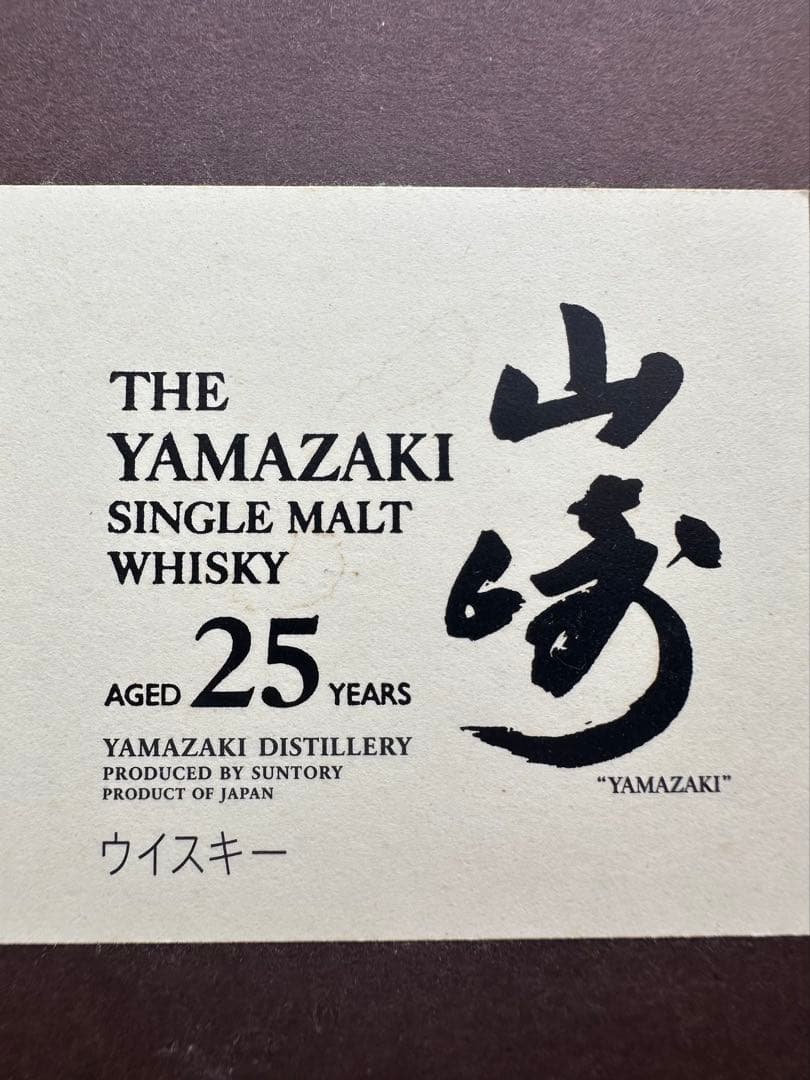 THE
YAMAZAKI
SINGLE MALT
WHISKY
AGED 25 YEARS
YAMAZAKI DISTILLERY
PRODUCED BY SUNTORY
PRODUCT OF JAPAN
ウイスキー
山崎
“YAMAZAKI”